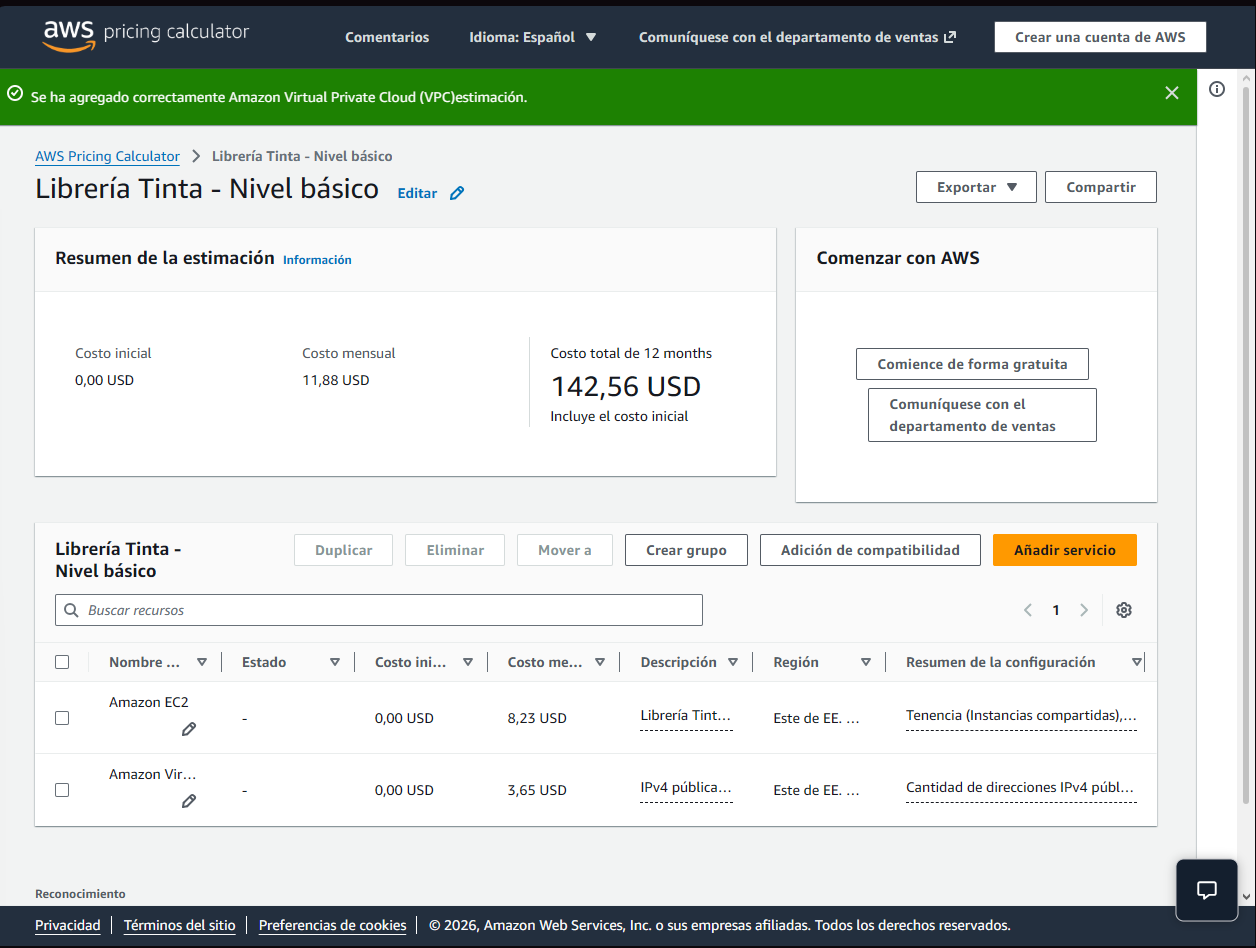 aws pricing calculator
Comentarios
Idioma: Español
Comuníquese con el departamento de ventas
Crear una cuenta de AWS
Se ha agregado correctamente Amazon Virtual Private Cloud (VPC)estimación.
AWS Pricing Calculator
Librería Tinta - Nivel básico
Librería Tinta - Nivel básico
Editar
Exportar
Compartir
Resumen de la estimación
Información
Costo inicial
0,00 USD
Costo mensual
11,88 USD
Costo total de 12 months
142,56 USD
Incluye el costo inicial
Comenzar con AWS
Comience de forma gratuita
Comuníquese con el
departamento de ventas
Librería Tinta -
Nivel básico
Duplicar
Eliminar
Mover a
Crear grupo
Adición de compatibilidad
Añadir servicio
Buscar recursos
1
Nombre ...
Estado
Costo ini...
Costo me...
Descripción
Región
Resumen de la configuración
Amazon EC2
-
0,00 USD
8,23 USD
Librería Tint...
Este de EE. ...
Tenencia (Instancias compartidas),...
Amazon Vir...
-
0,00 USD
3,65 USD
IPv4 pública...
Este de EE. ...
Cantidad de direcciones IPv4 públ...
Reconocimiento
Privacidad
Términos del sitio
Preferencias de cookies
© 2026, Amazon Web Services, Inc. o sus empresas afiliadas. Todos los derechos reservados.